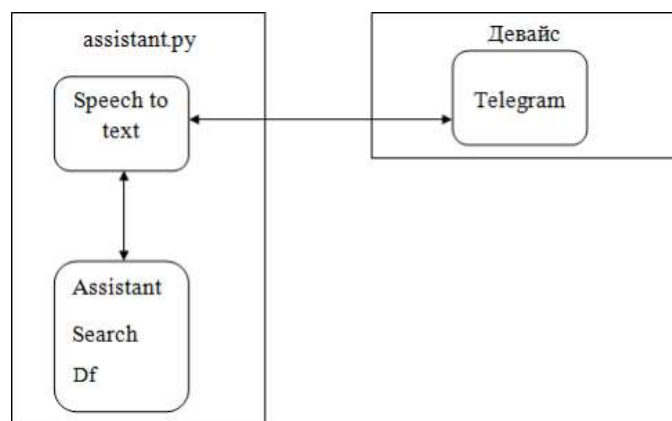 assistant.py
Speech to
text
Assistant
Search
Df
Девайс
Telegram